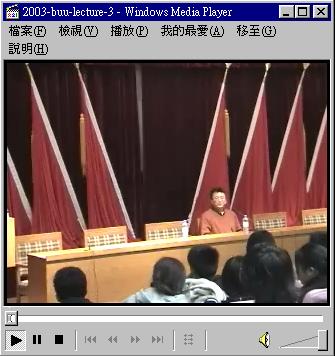 2003-buu-lecture-3 - Windows Media Player
檔案(F) 檢視(V) 播放(P) 我的最愛(A) 移至(G)
說明(H)